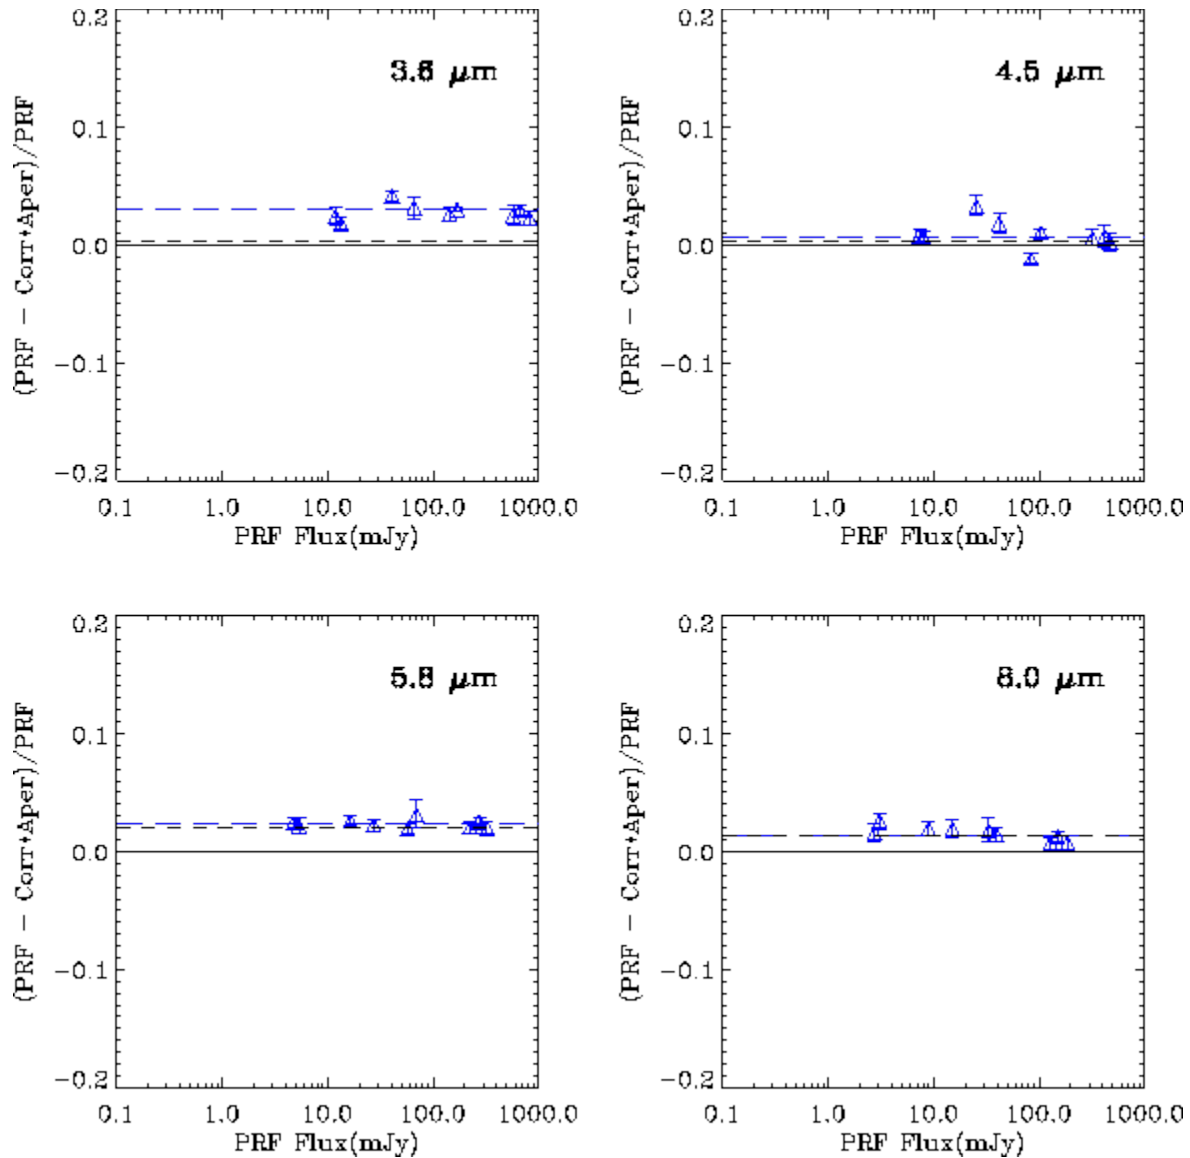 0.2
3.6 μm
0.1
0.0
−0.1
−0.2
(PRF − Corr*Aper)/PRF
0.1 1.0 10.0 100.0 1000.0
PRF Flux(mJy)
0.2
4.5 μm
0.1
0.0
−0.1
−0.2
(PRF − Corr*Aper)/PRF
0.1 1.0 10.0 100.0 1000.0
PRF Flux(mJy)
0.2
5.8 μm
0.1
0.0
−0.1
−0.2
(PRF − Corr*Aper)/PRF
0.1 1.0 10.0 100.0 1000.0
PRF Flux(mJy)
0.2
8.0 μm
0.1
0.0
−0.1
−0.2
(PRF − Corr*Aper)/PRF
0.1 1.0 10.0 100.0 1000.0
PRF Flux(mJy)